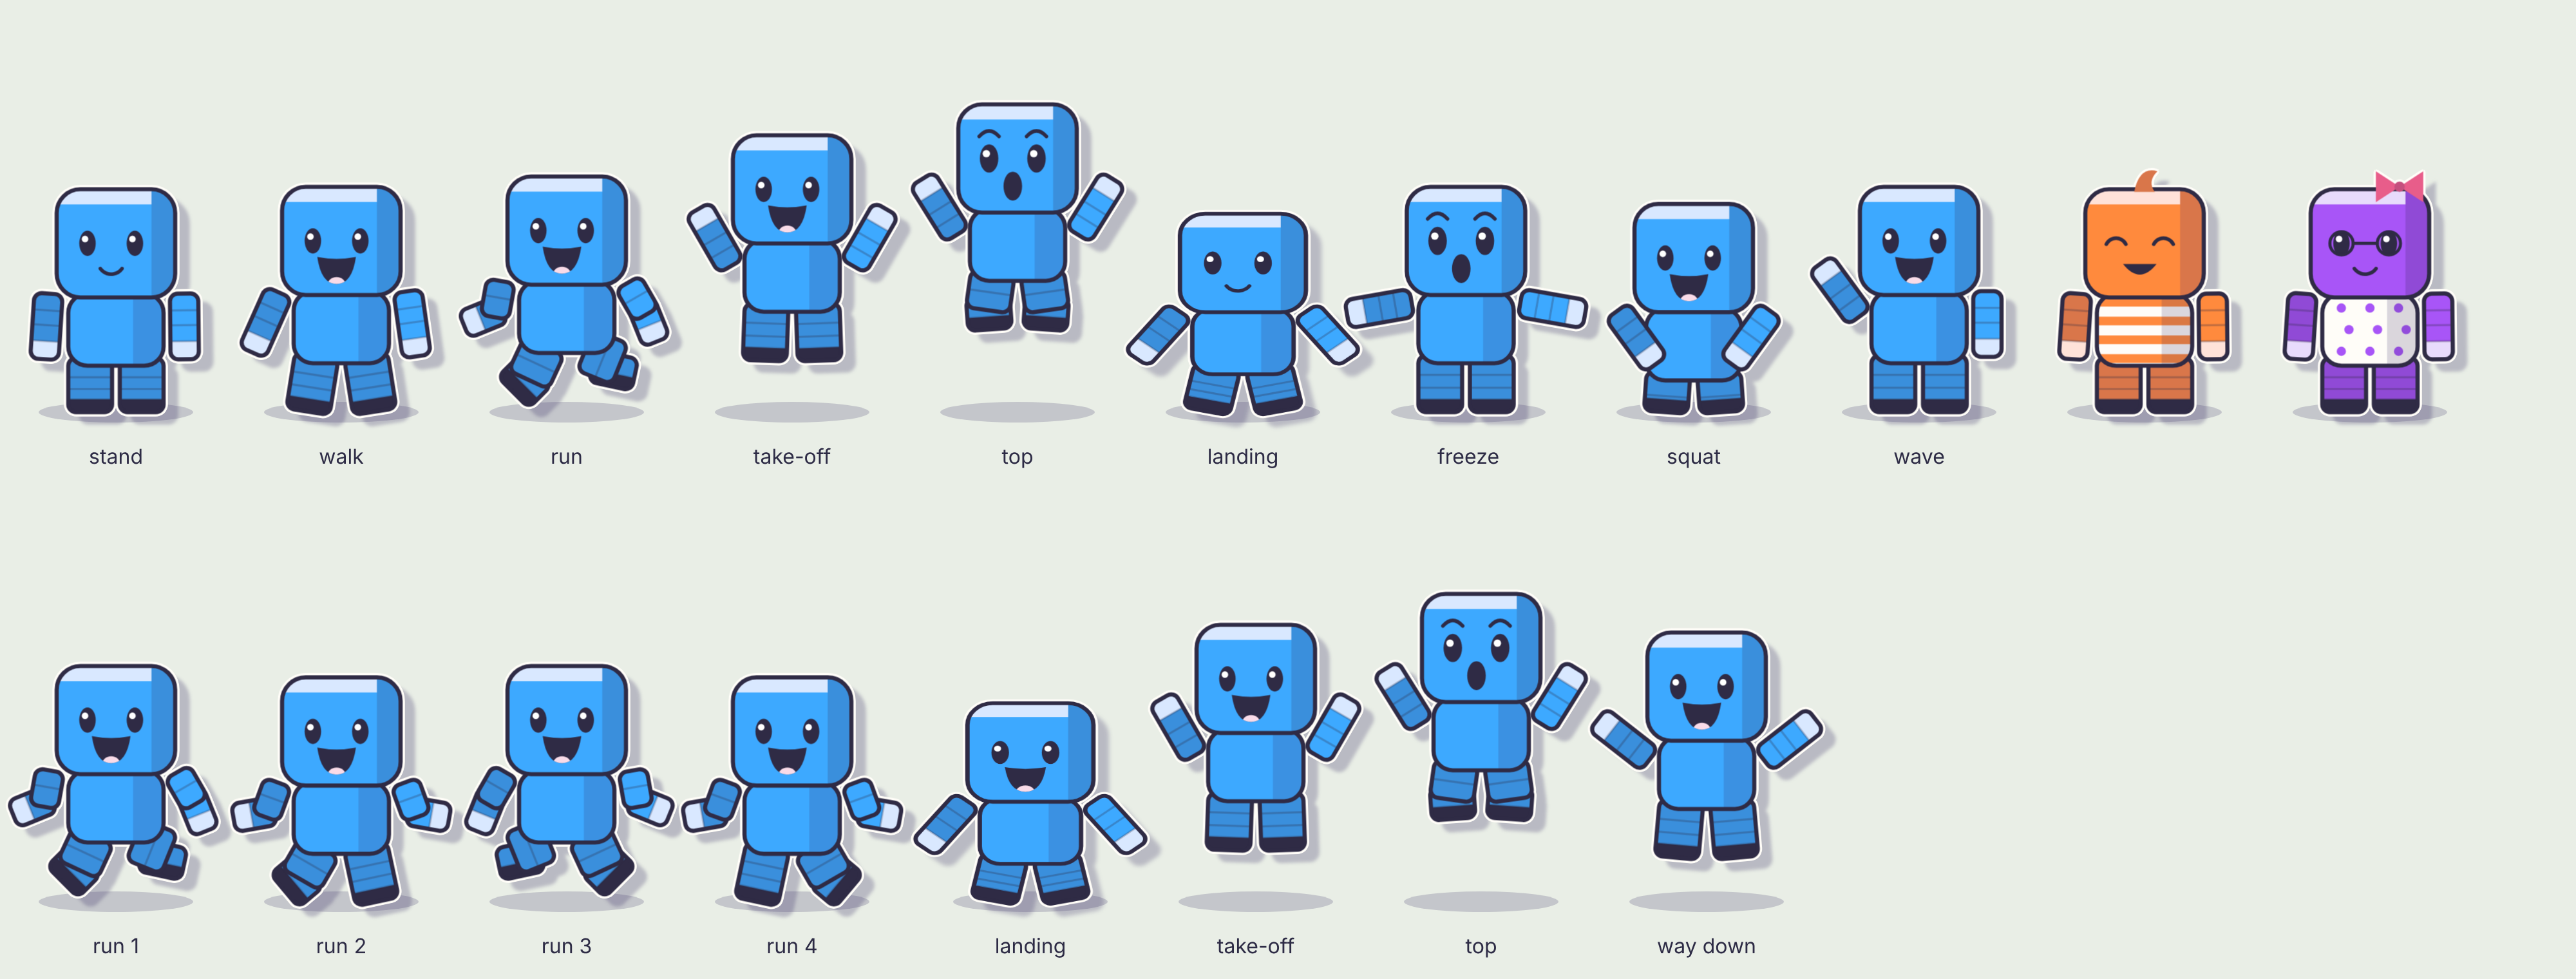 stand
walk
run
take-off
top
landing
freeze
squat
wave
run 1
run 2
run 3
run 4
landing
take-off
top
way down